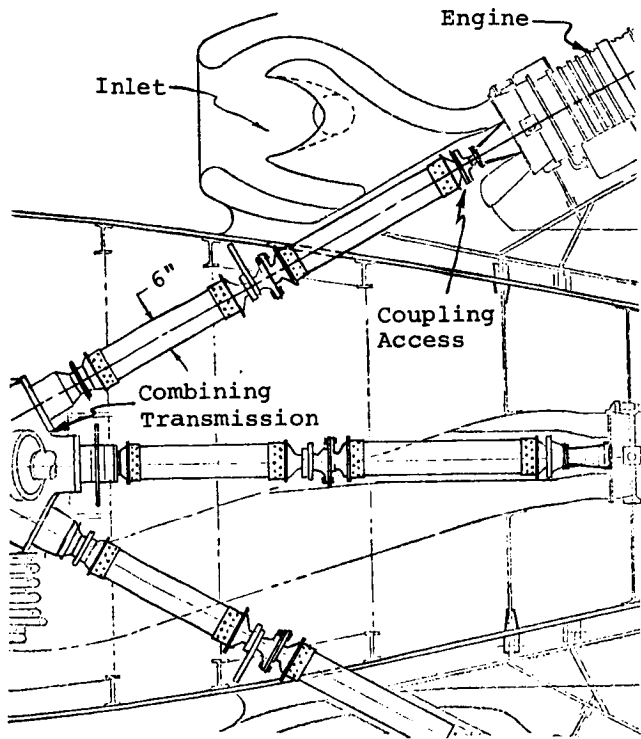 Engine
Inlet
6"
Coupling
Access
Combining
Transmission